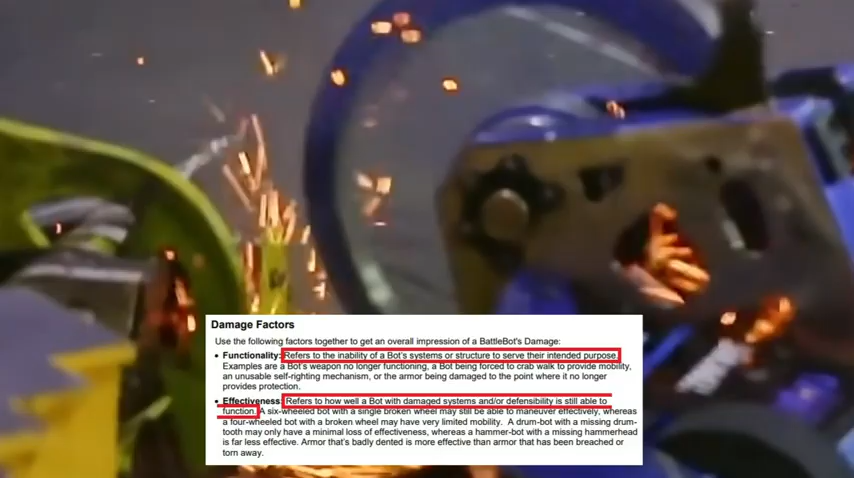 Damage Factors
Use the following factors together to get an overall impression of a BattleBot's Damage:
• Functionality: Refers to the inability of a Bot's systems or structure to serve their intended purpose.
Examples are a Bot's weapon no longer functioning, a Bot being forced to crab walk to provide mobility,
an unusable self-righting mechanism, or the armor being damaged to the point where it no longer
provides protection.
• Effectiveness: Refers to how well a Bot with damaged systems and/or defensibility is still able to
function. A six-wheeled bot with a single broken wheel may still be able to maneuver effectively, whereas
a four-wheeled bot with a broken wheel may have very limited mobility. A drum-bot with a missing drum-
tooth may only have a minimal loss of effectiveness, whereas a hammer-bot with a missing hammerhead
is far less effective. Armor that's badly dented is more effective than armor that has been breached or
torn away.